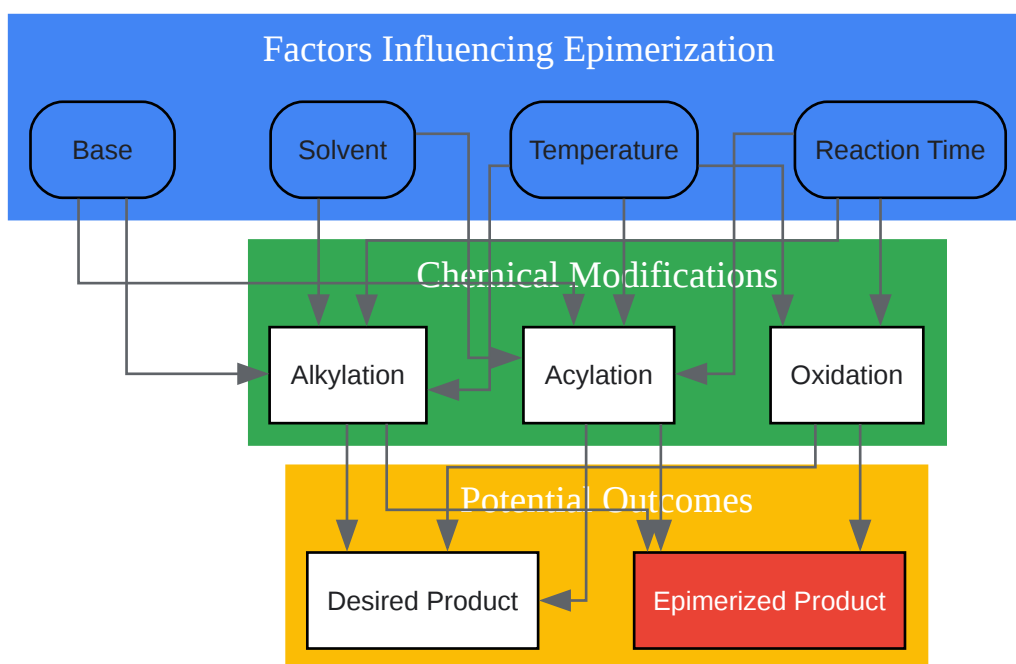 Factors Influencing Epimerization
Base
Solvent
Temperature
Reaction Time
Chemical Modifications
Alkylation
Acylation
Oxidation
Potential Outcomes
Desired Product
Epimerized Product